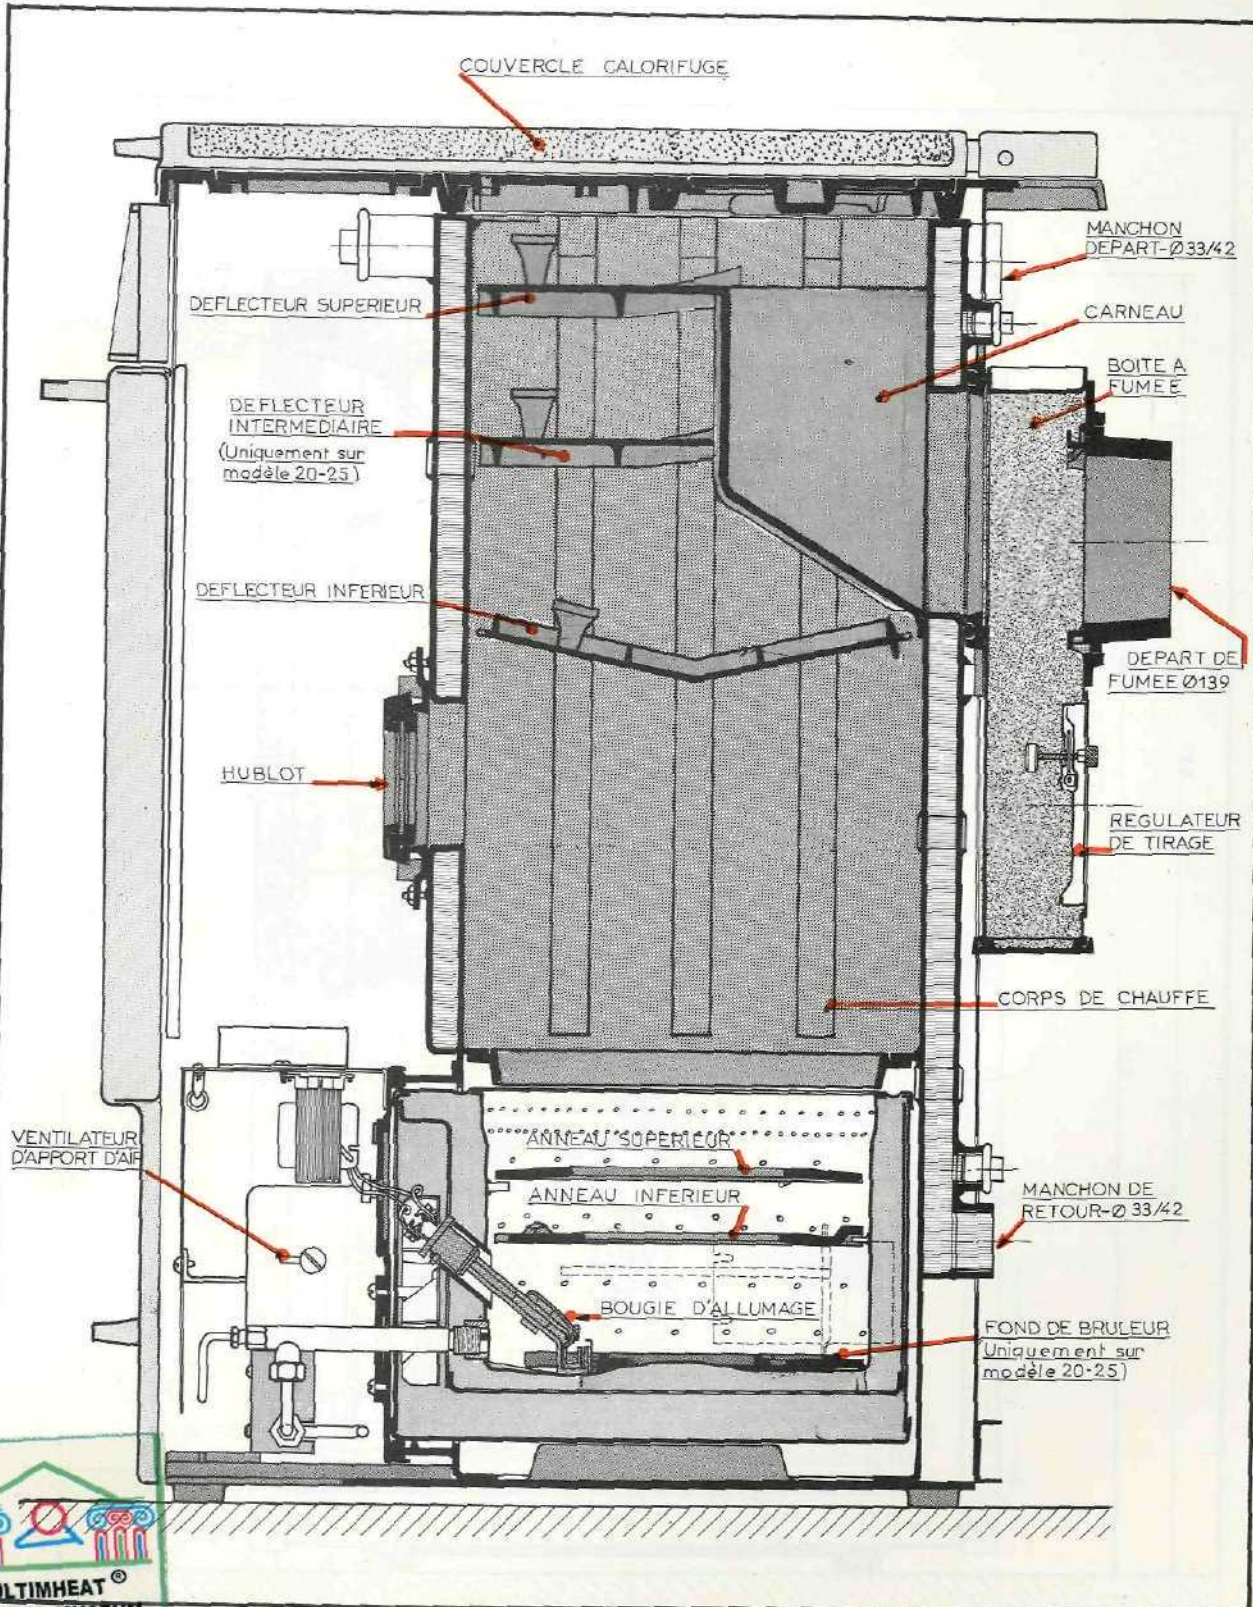 COUVERCLE CALORIFUGE
MANCHON
DEPART-Ø33/42
DEFLECTEUR SUPERIEUR
CARNEAU
BOITE A
FUMEE
DEFLECTEUR
INTERMEDIAIRE
(Uniquement sur
modèle 20-25)
DEFLECTEUR INFERIEUR
DEPART DE
FUMEE Ø139
HUBLOT
REGULATEUR
DE TIRAGE
CORPS DE CHAUFFE
VENTILATEUR
D'APPORT D'AIR
ANNEAU SUPERIEUR
ANNEAU INFERIEUR
MANCHON DE
RETOUR-Ø 33/42
BOUGIE D'ALLUMAGE
FOND DE BRULEUR
Uniquement sur
modèle 20-25)
LTIMHEAT®